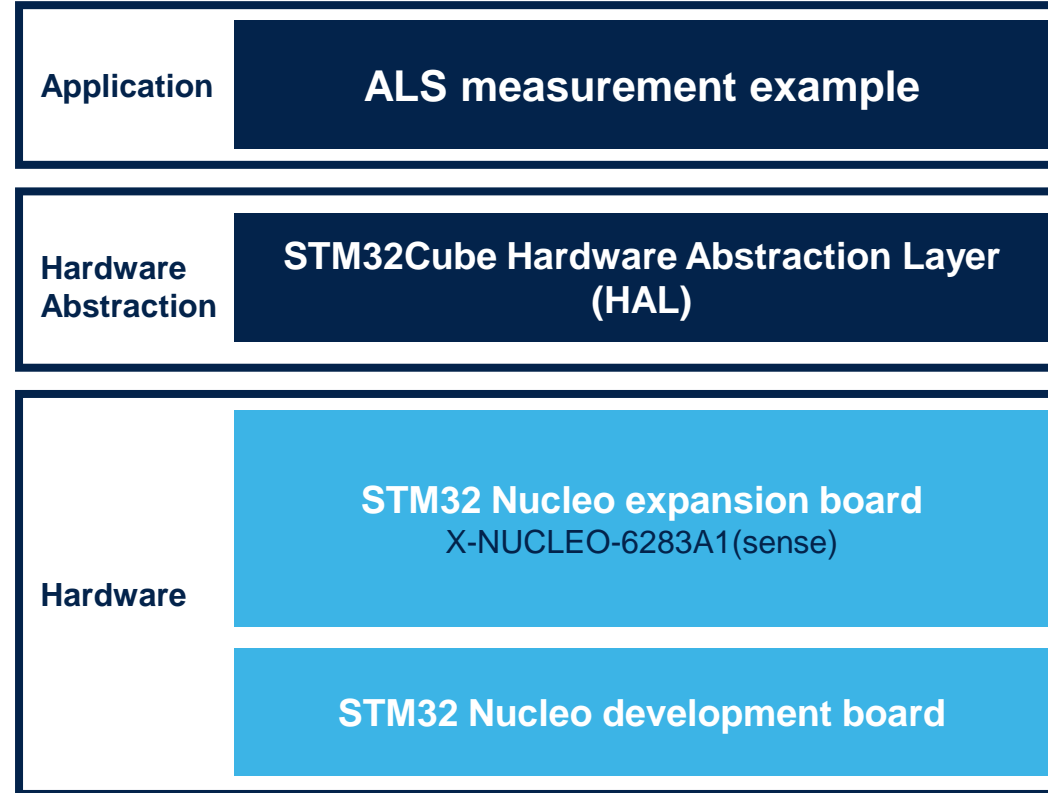 Application
ALS measurement example
Hardware
Abstraction
STM32Cube Hardware Abstraction Layer
(HAL)
Hardware
STM32 Nucleo expansion board
X-NUCLEO-6283A1(sense)
STM32 Nucleo development board